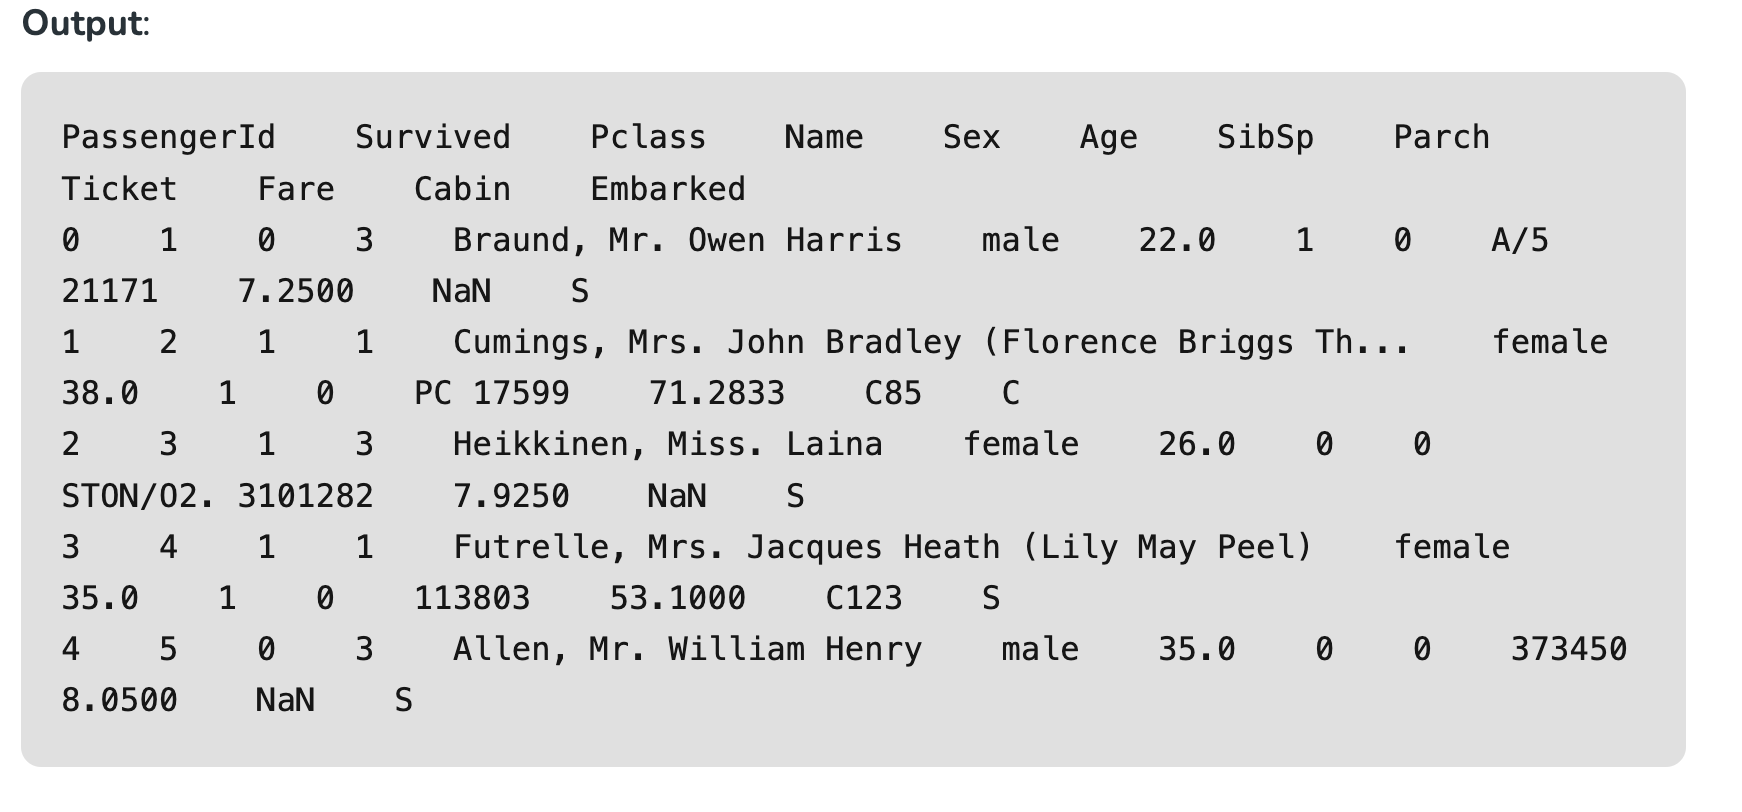 Output:
PassengerId    Survived    Pclass    Name    Sex    Age    SibSp    Parch
Ticket    Fare    Cabin    Embarked
0    1    0    3    Braund, Mr. Owen Harris    male    22.0    1    0    A/5
21171    7.2500    NaN    S
1    2    1    1    Cumings, Mrs. John Bradley (Florence Briggs Th...    female
38.0    1    0    PC 17599    71.2833    C85    C
2    3    1    3    Heikkinen, Miss. Laina    female    26.0    0    0
STON/O2. 3101282    7.9250    NaN    S
3    4    1    1    Futrelle, Mrs. Jacques Heath (Lily May Peel)    female
35.0    1    0    113803    53.1000    C123    S
4    5    0    3    Allen, Mr. William Henry    male    35.0    0    0    373450
8.0500    NaN    S